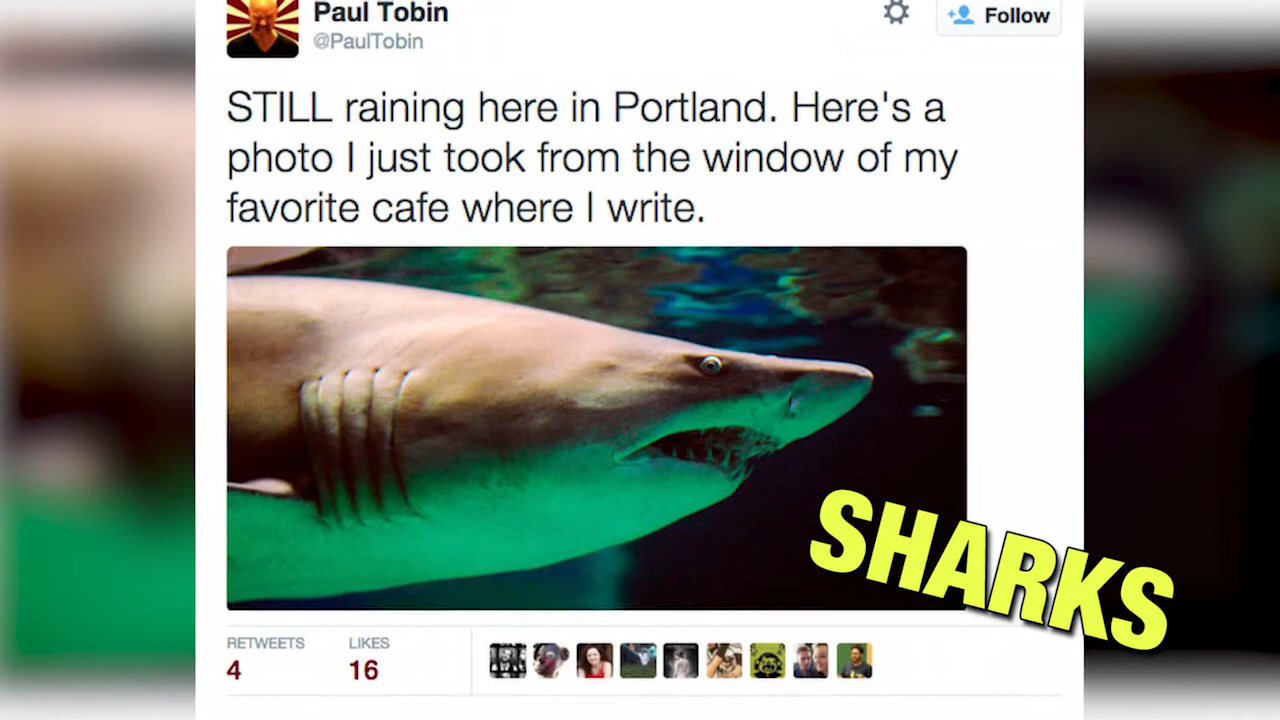 Paul Tobin
@PaulTobin
Follow
STILL raining here in Portland. Here's a
photo I just took from the window of my
favorite cafe where I write.
SHARKS
RETWEETS LIKES
4 16